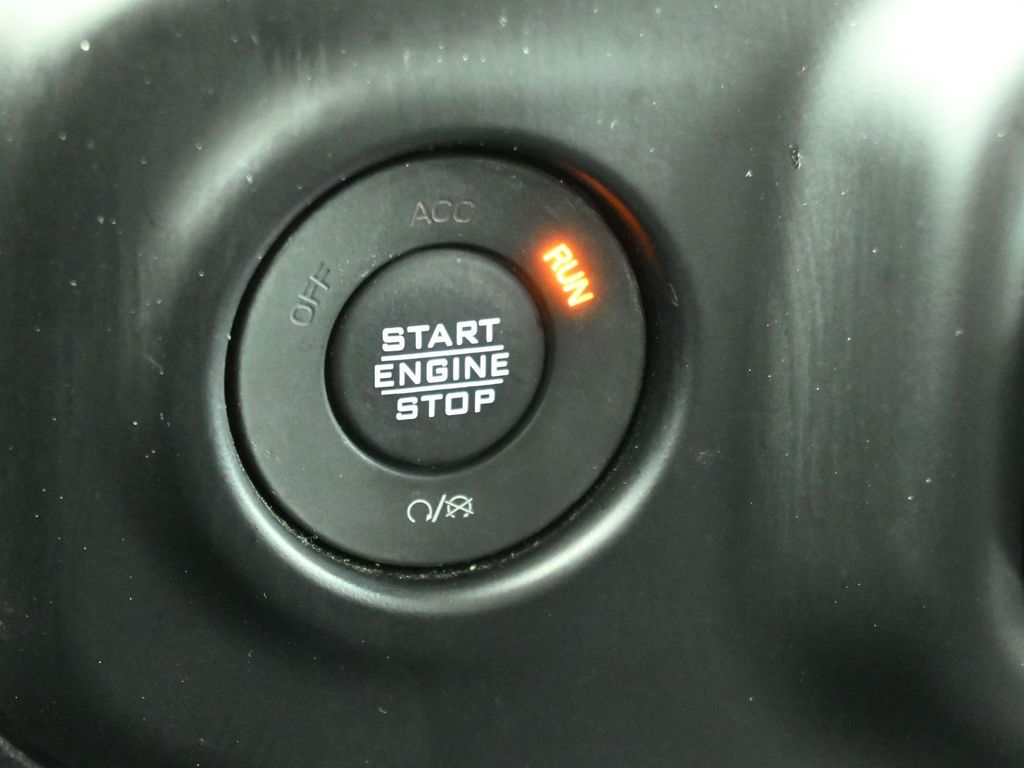 ACC
OFF
RUN
START
ENGINE
STOP